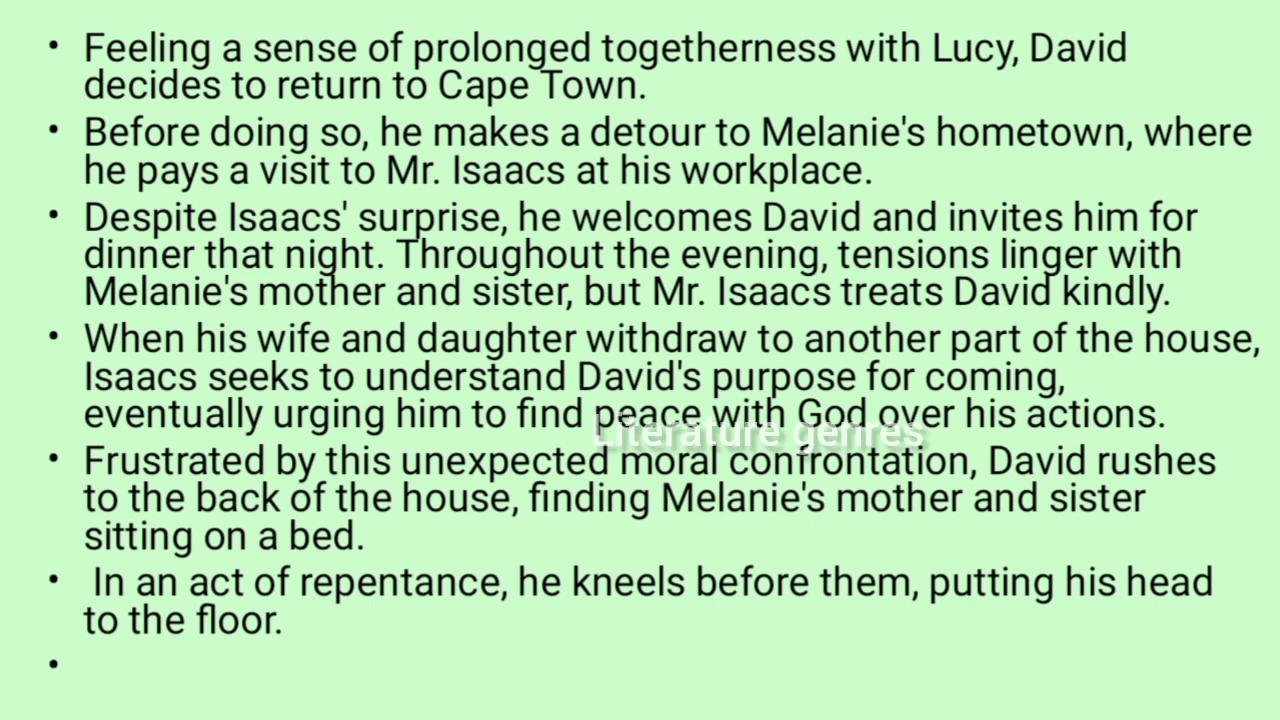 • Feeling a sense of prolonged togetherness with Lucy, David
decides to return to Cape Town.
• Before doing so, he makes a detour to Melanie's hometown, where
he pays a visit to Mr. Isaacs at his workplace.
• Despite Isaacs' surprise, he welcomes David and invites him for
dinner that night. Throughout the evening, tensions linger with
Melanie's mother and sister, but Mr. Isaacs treats David kindly.
• When his wife and daughter withdraw to another part of the house,
Isaacs seeks to understand David's purpose for coming,
eventually urging him to find peace with God over his actions.
Literature genres
• Frustrated by this unexpected moral confrontation, David rushes
to the back of the house, finding Melanie's mother and sister
sitting on a bed.
• In an act of repentance, he kneels before them, putting his head
to the floor.
•